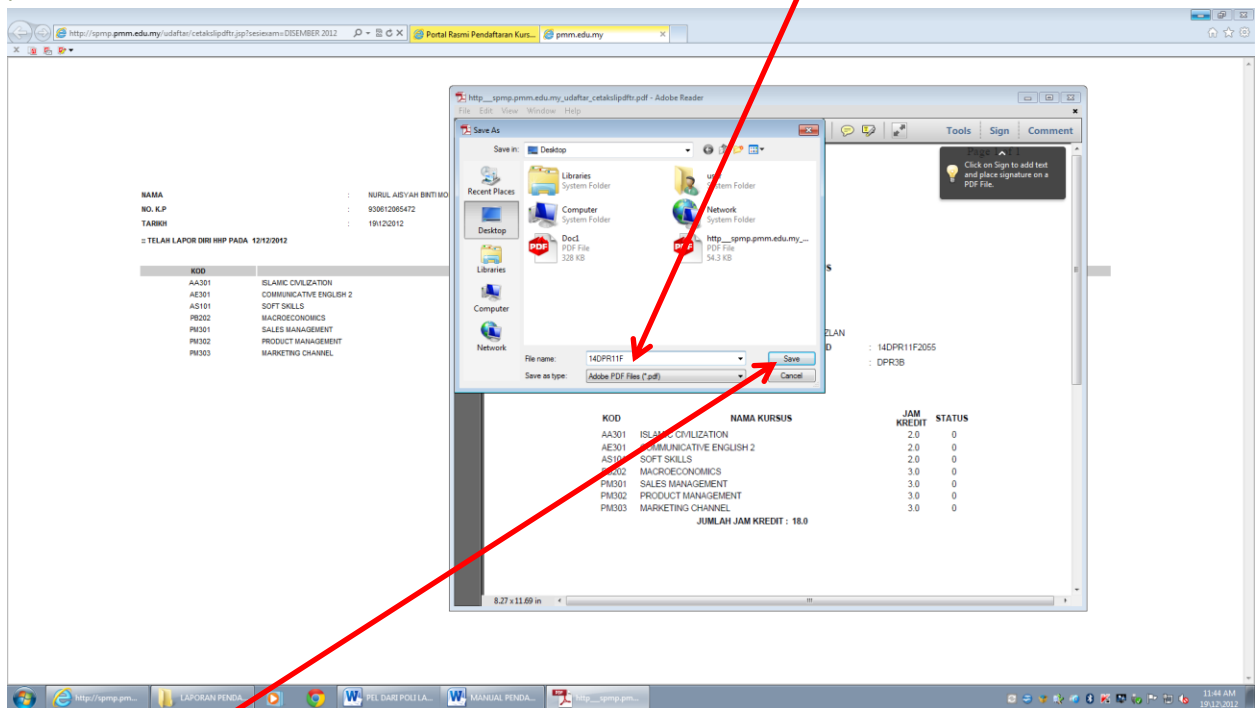 http://spmp.pmm.edu.my/udaftar/cetakslipdftr.jsp?sesiexam=DISEMBER 2012
Portal Rasmi Pendaftaran Kurs...
pmm.edu.my
NAMA : NURUL AISYAH BINTI MO
NO. K.P : 930612065472
TARIKH : 19\12\2012
:: TELAH LAPOR DIRI HHP PADA 12/12/2012
KOD
AA301 ISLAMIC CIVILIZATION
AE301 COMMUNICATIVE ENGLISH 2
AS101 SOFT SKILLS
PB202 MACROECONOMICS
PM301 SALES MANAGEMENT
PM302 PRODUCT MANAGEMENT
PM303 MARKETING CHANNEL
http__spmp.pmm.edu.my_udaftar_cetakslipdftr.pdf - Adobe Reader
File Edit View Window Help
Tools Sign Comment
Click on Sign to add text
and place signature on a
PDF File.
Save As
Save in: Desktop
Recent Places
Desktop
Libraries
Computer
Network
Libraries
System Folder
System Folder
Computer
System Folder
Network
System Folder
Doc1
PDF File
328 KB
http__spmp.pmm.edu.my_...
PDF File
54.3 KB
File name: 14DPR11F
Save
Save as type: Adobe PDF Files (*.pdf)
Cancel
S
ZLAN
D : 14DPR11F2055
: DPR3B
KOD NAMA KURSUS JAM KREDIT STATUS
AA301 ISLAMIC CIVILIZATION 2.0 0
AE301 COMMUNICATIVE ENGLISH 2 2.0 0
AS101 SOFT SKILLS 2.0 0
PB202 MACROECONOMICS 3.0 0
PM301 SALES MANAGEMENT 3.0 0
PM302 PRODUCT MANAGEMENT 3.0 0
PM303 MARKETING CHANNEL 3.0 0
JUMLAH JAM KREDIT : 18.0
8.27 x 11.69 in
http://spmp.pm...
LAPORAN PENDA...
PEL DARI POLI LA...
MANUAL PENDA...
http__spmp.pm...
11:44 AM
19\12\2012